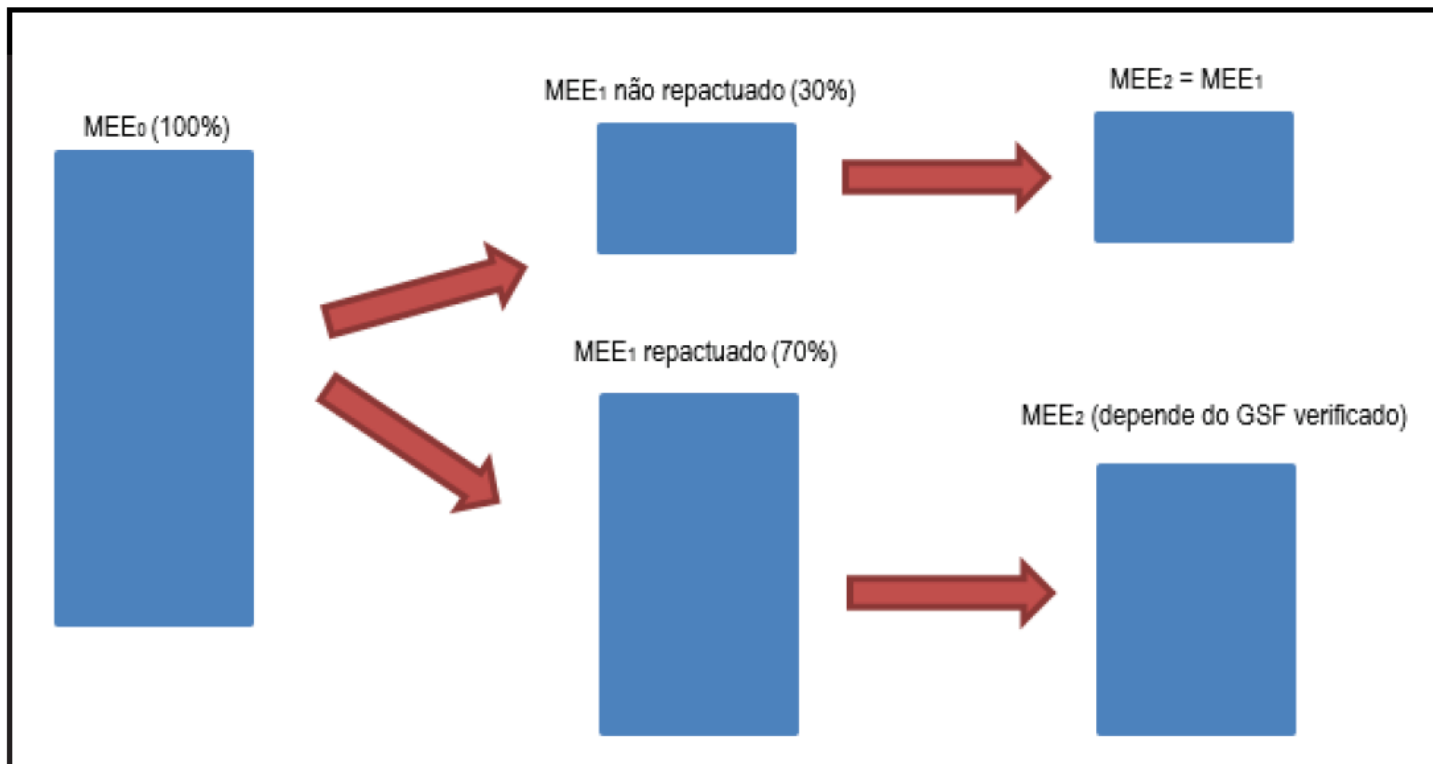 MEE₀ (100%)
MEE₁ não repactuado (30%)
MEE₂ = MEE₁
MEE₁ repactuado (70%)
MEE₂ (depende do GSF verificado)